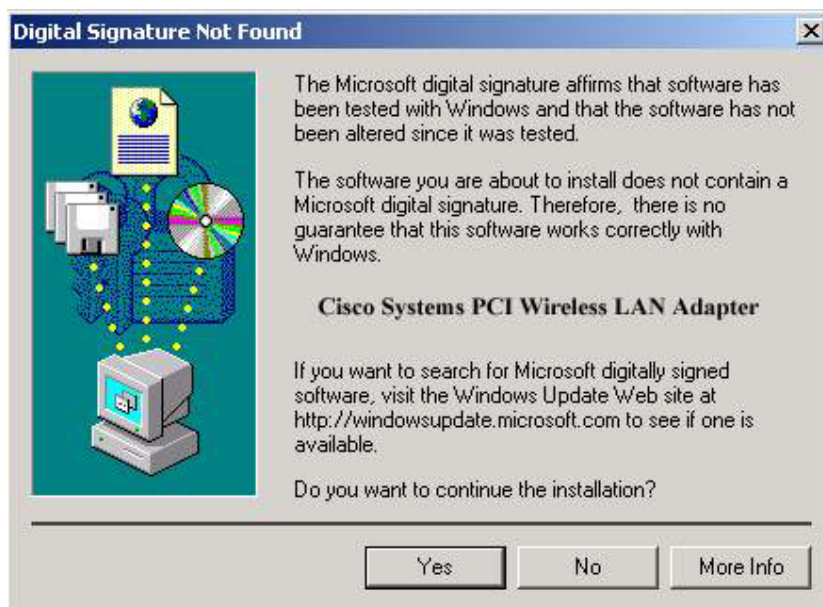 Digital Signature Not Found
The Microsoft digital signature affirms that software has
been tested with Windows and that the software has not
been altered since it was tested.
The software you are about to install does not contain a
Microsoft digital signature. Therefore, there is no
guarantee that this software works correctly with
Windows.
Cisco Systems PCI Wireless LAN Adapter
If you want to search for Microsoft digitally signed
software, visit the Windows Update Web site at
http://windowsupdate.microsoft.com to see if one is
available.
Do you want to continue the installation?
Yes
No
More Info